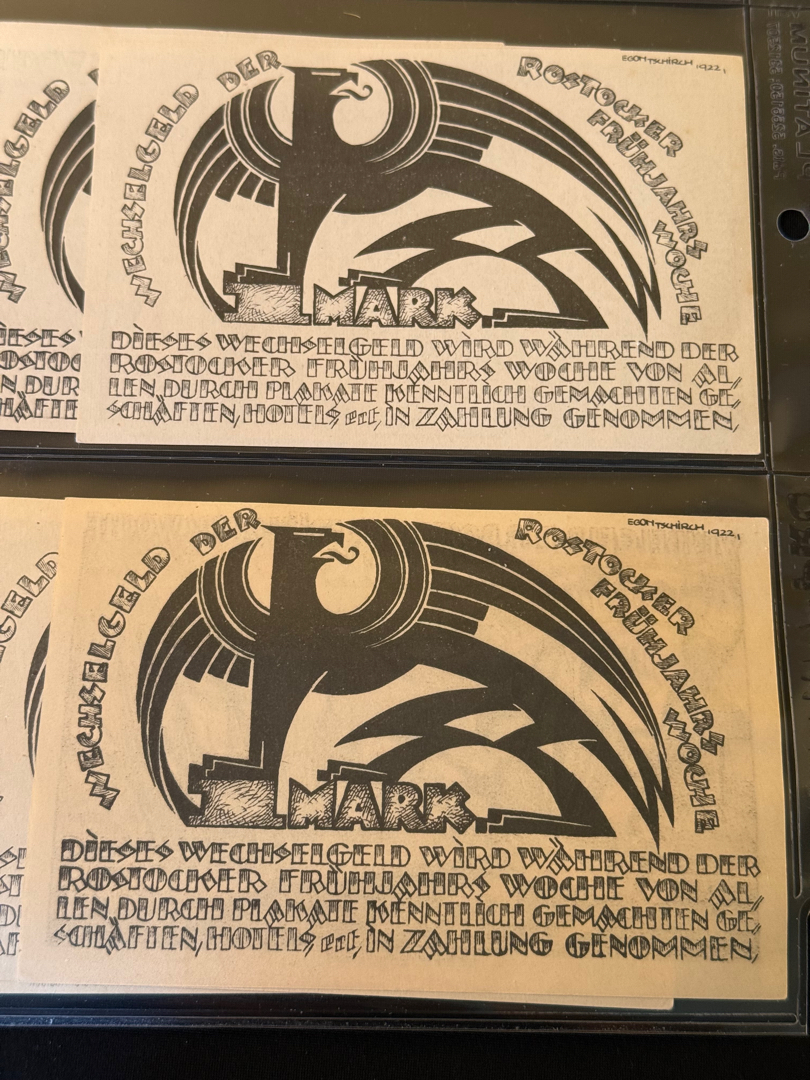 WECHSELGELD DER
ROSTOCKER
FRÜHJAHRS
WOCHE
EGON TSCHIRCH 1922
1 MARK
DIESES WECHSELGELD WIRD WÄHREND DER
ROSTOCKER FRÜHJAHRS WOCHE VON AL/
LEN DURCH PLAKATE KENNTLICH GEMACHTEN GE/
SCHÄFTEN, HOTELS ect, IN ZAHLUNG GENOMMEN.
WECHSELGELD DER
ROSTOCKER
FRÜHJAHRS
WOCHE
EGON TSCHIRCH 1922
1 MARK
DIESES WECHSELGELD WIRD WÄHREND DER
ROSTOCKER FRÜHJAHRS WOCHE VON AL/
LEN DURCH PLAKATE KENNTLICH GEMACHTEN GE/
SCHÄFTEN, HOTELS ect, IN ZAHLUNG GENOMMEN.